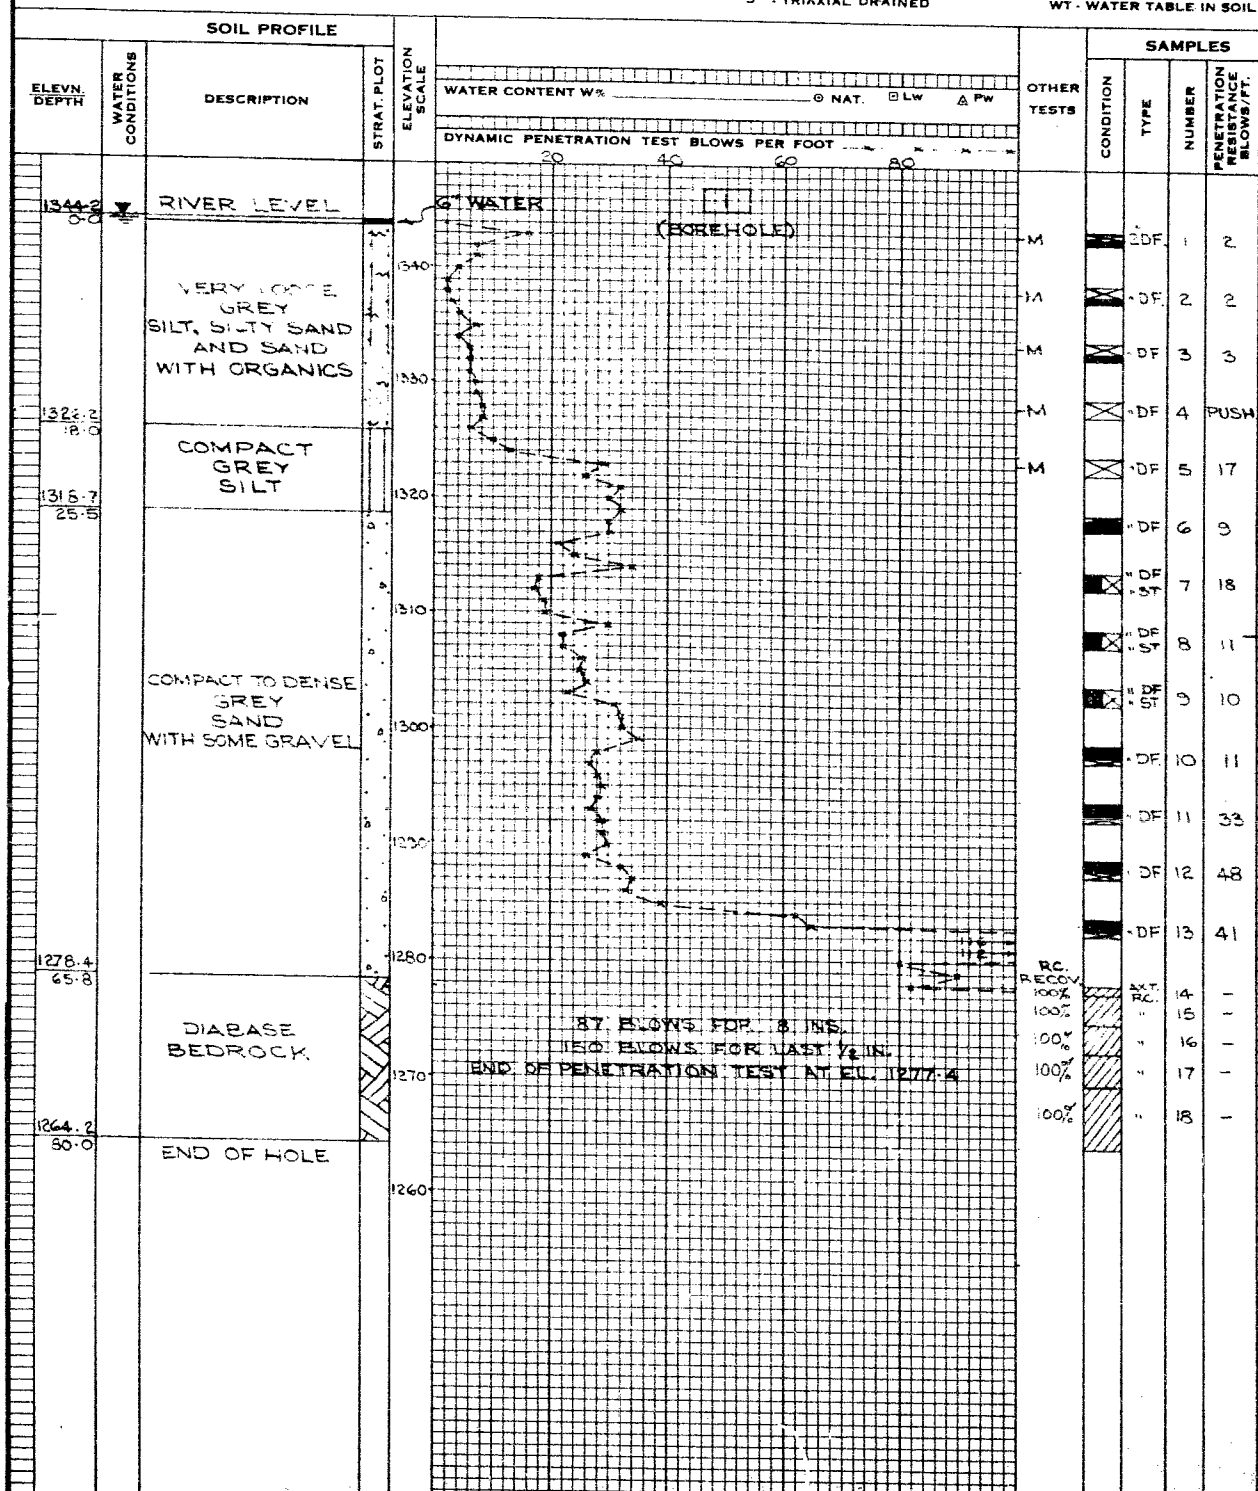 S - TRIAXIAL DRAINED
WT - WATER TABLE IN SOIL
SOIL PROFILE
SAMPLES
ELEVN.
DEPTH
WATER
CONDITIONS
DESCRIPTION
STRAT. PLOT
ELEVATION
SCALE
WATER CONTENT W% NAT. LW PW
DYNAMIC PENETRATION TEST BLOWS PER FOOT
20 40 60 80
OTHER
TESTS
CONDITION
TYPE
NUMBER
PENETRATION
RESISTANCE
BLOWS/FT.
1344.2
0.0
RIVER LEVEL
6" WATER
1
(BOREHOLE)
M 2" DF 1 2
1340
VERY LOOSE
GREY
SILT, SILTY SAND
AND SAND
WITH ORGANICS
M " DF 2 2
M " DF 3 3
1330
18.0
M " DF 4 PUSH
COMPACT
GREY
SILT
M " DF 5 17
1318.7
25.5
1320
" DF 6 9
" DF
" ST 7 18
1310
" DF
" ST 8 11
COMPACT TO DENSE
GREY
SAND
WITH SOME GRAVEL
" DF
" ST 9 10
1300
" DF 10 11
" DF 11 33
1290
" DF 12 48
" DF 13 41
1278.4
65.8
1280
R.C.
RECOV.
100% AXT
R.C. 14 –
100% " 15 –
DIABASE
BEDROCK
87 BLOWS FOR 8 INS.
150 BLOWS FOR LAST 1/2 IN.
END OF PENETRATION TEST AT EL. 1277.4
100% " 16 –
1270
100% " 17 –
100% " 18 –
1264.2
80.0
END OF HOLE
1260